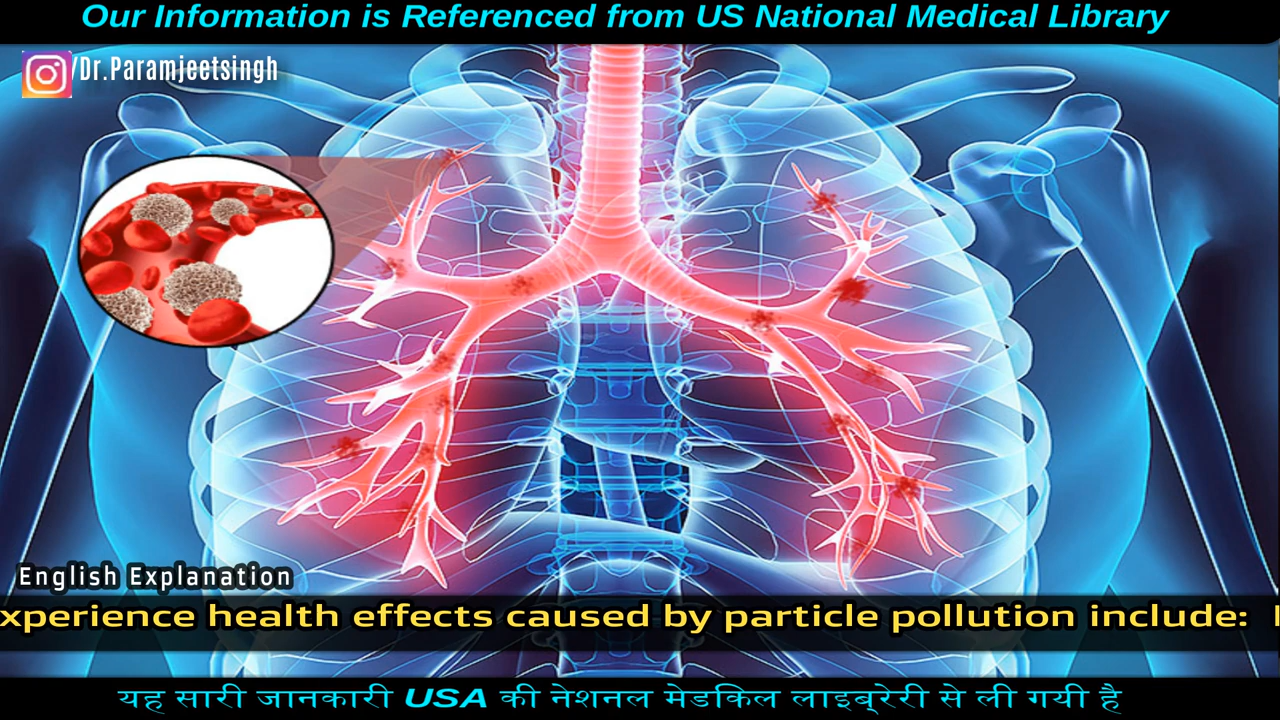 Our Information is Referenced from US National Medical Library
/Dr.Paramjeetsingh
English Explanation
xperience health effects caused by particle pollution include:
यह सारी जानकारी USA की नेशनल मेडकिल लाइब्रेरी से ली गयी है